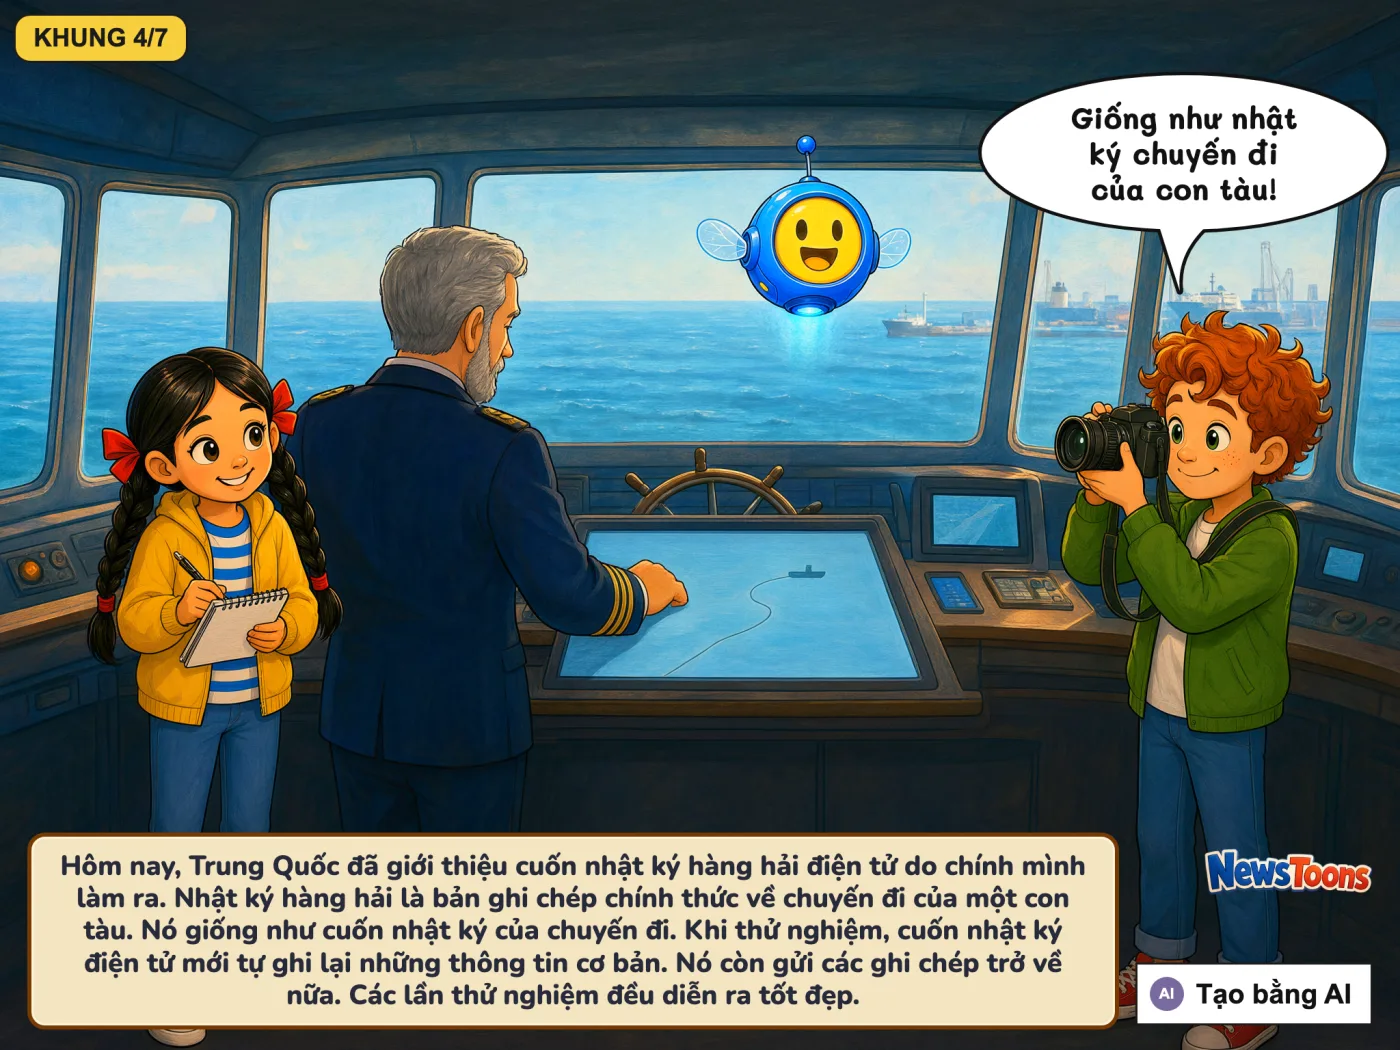 KHUNG 4/7
Giống như nhật
ký chuyến đi
của con tàu!
Hôm nay, Trung Quốc đã giới thiệu cuốn nhật ký hàng hải điện tử do chính mình
làm ra. Nhật ký hàng hải là bản ghi chép chính thức về chuyến đi của một con
tàu. Nó giống như cuốn nhật ký của chuyến đi. Khi thử nghiệm, cuốn nhật ký
điện tử mới tự ghi lại những thông tin cơ bản. Nó còn gửi các ghi chép trở về
nữa. Các lần thử nghiệm đều diễn ra tốt đẹp.
NewsToons
AI Tạo bằng AI